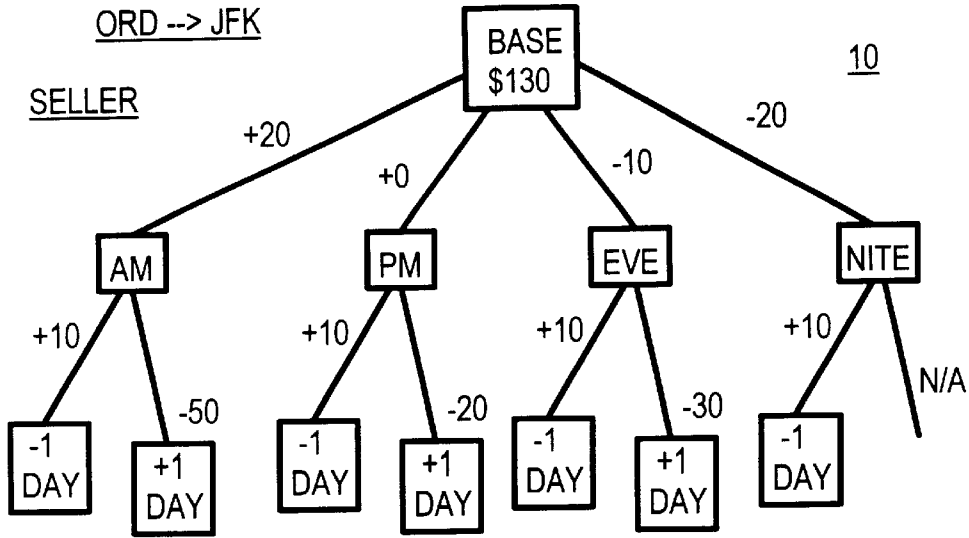 ORD --> JFK
BASE
$130
10
SELLER
+20
+0
-10
-20
AM
PM
EVE
NITE
+10
-50
+10
-20
+10
-30
+10
N/A
-1
DAY
+1
DAY
-1
DAY
+1
DAY
-1
DAY
+1
DAY
-1
DAY